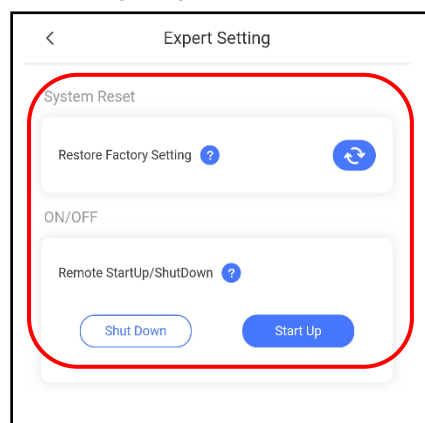 Expert Setting
System Reset
Restore Factory Setting ?
ON/OFF
Remote StartUp/ShutDown ?
Shut Down Start Up